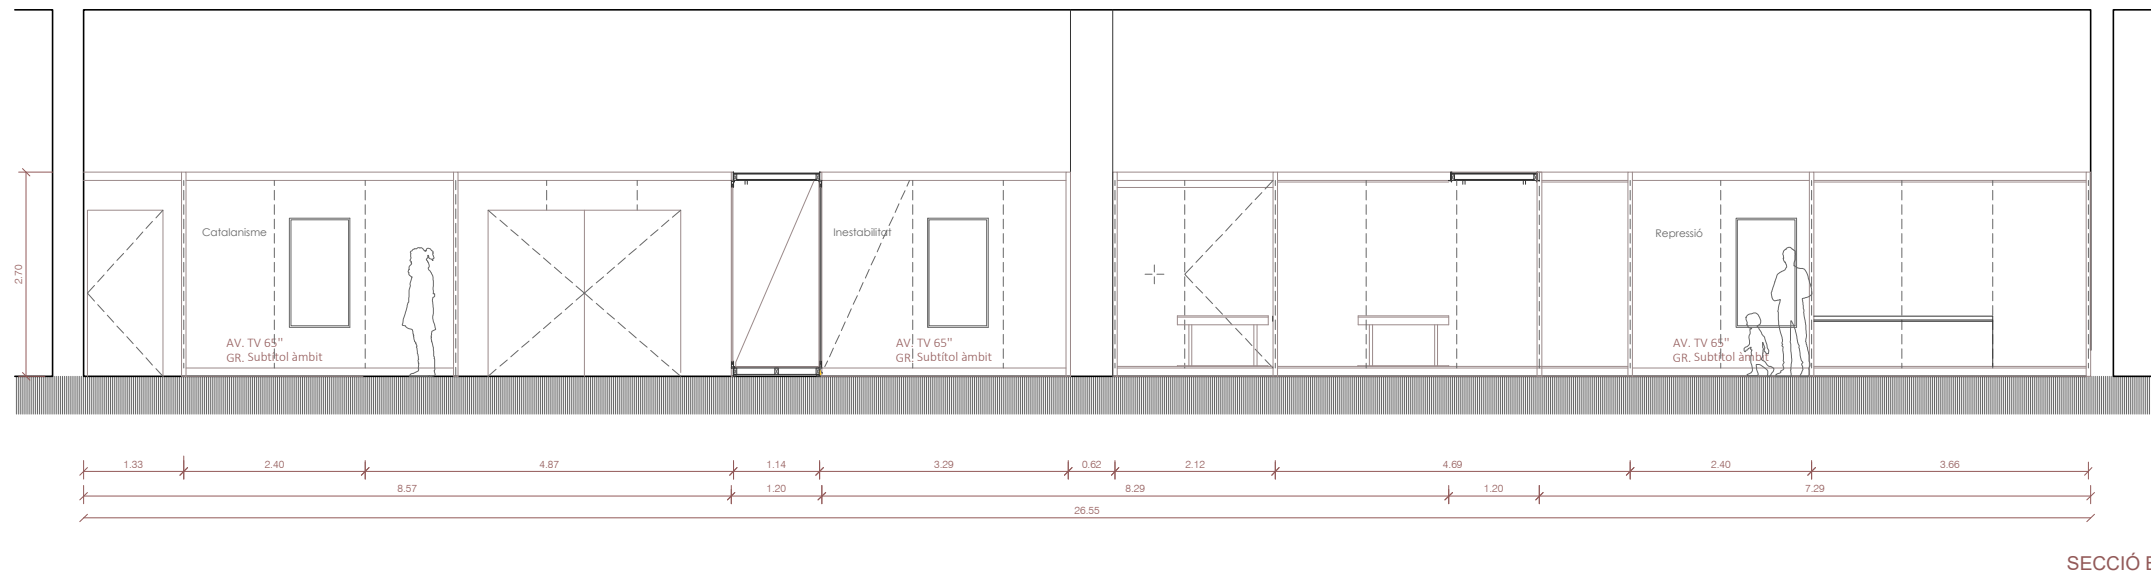 Catalanisme
Inestabilitat
Repressió
2.70
AV. TV 65"
GR. Subtítol àmbit
AV. TV 65"
GR. Subtítol àmbit
AV. TV 65"
GR. Subtítol àmbit
1.33 2.40 4.87 1.14 3.29 0.62 2.12 4.69 2.40 3.66
8.57 1.20 8.29 1.20 7.29
26.55
SECCIÓ